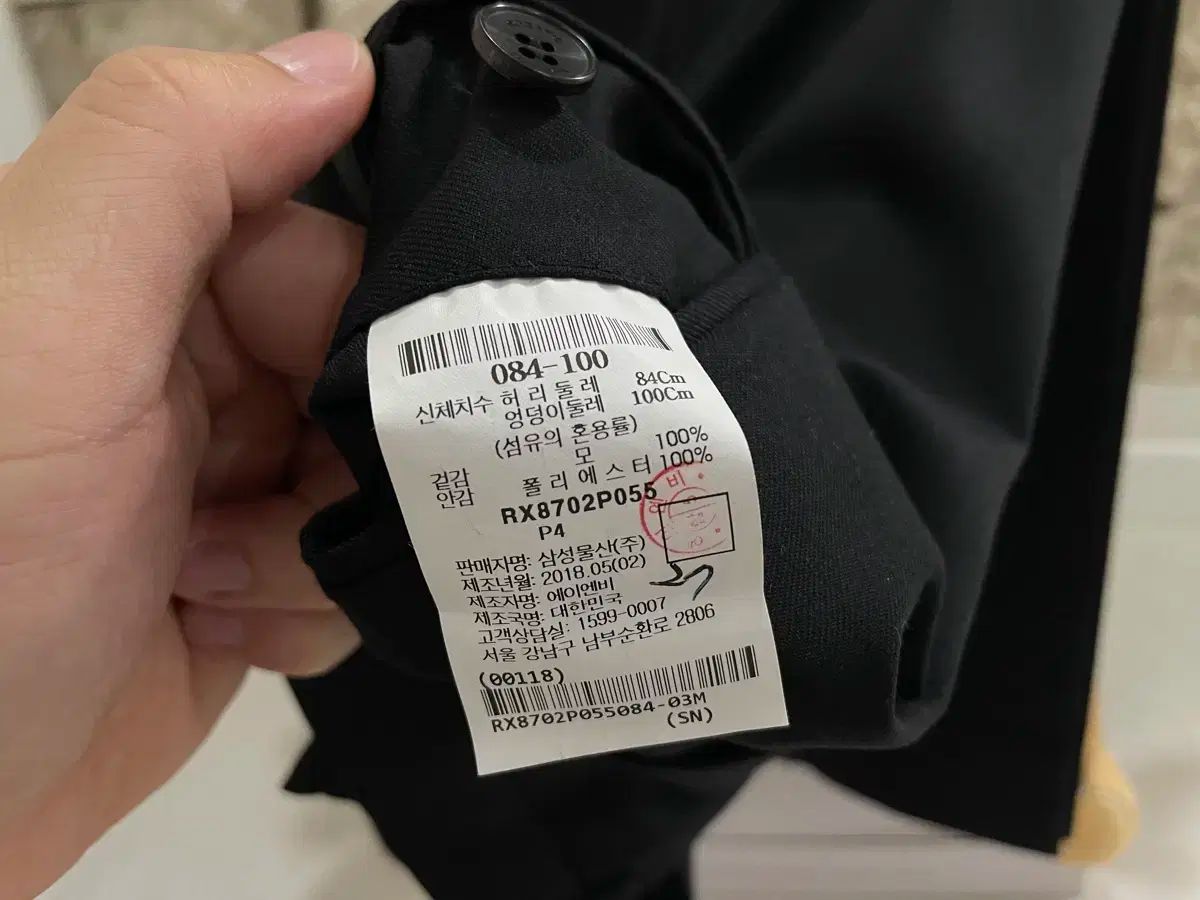 084-100
신체치수 허 리 둘 레 84Cm
엉덩이둘레 100Cm
(섬유의 혼용률)
겉감 모 100%
안감 폴 리 에 스 터 100%
RX8702P055
P4
판매자명: 삼성물산(주)
제조년월: 2018.05(02)
제조자명: 에이엔비
제조국명: 대한민국
고객상담실: 1599-0007
서울 강남구 남부순환로 2806
(00118)
RX8702P055084-03M
(SN)